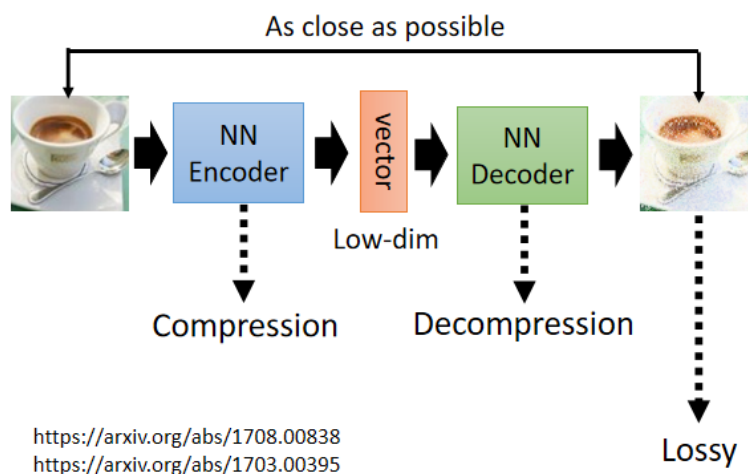 As close as possible
NN
Encoder
vector
NN
Decoder
Low-dim
Compression
Decompression
Lossy
https://arxiv.org/abs/1708.00838
https://arxiv.org/abs/1703.00395